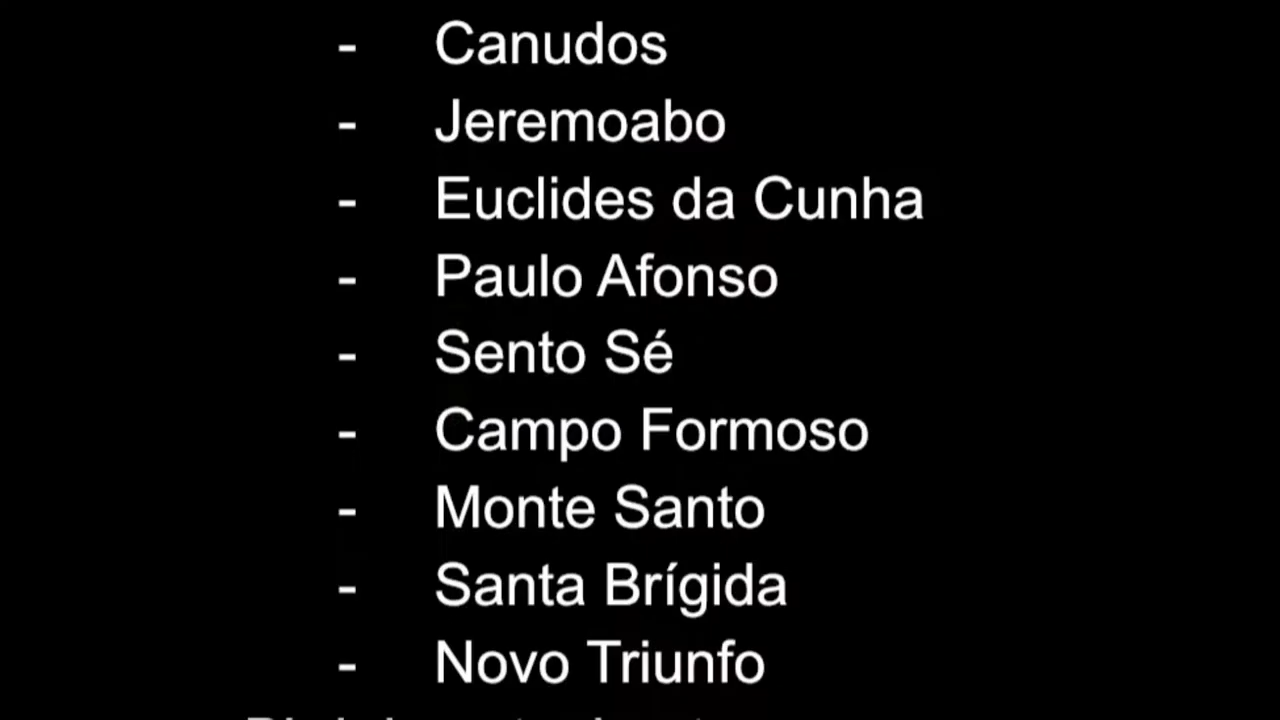 - Canudos
- Jeremoabo
- Euclides da Cunha
- Paulo Afonso
- Sento Sé
- Campo Formoso
- Monte Santo
- Santa Brígida
- Novo Triunfo